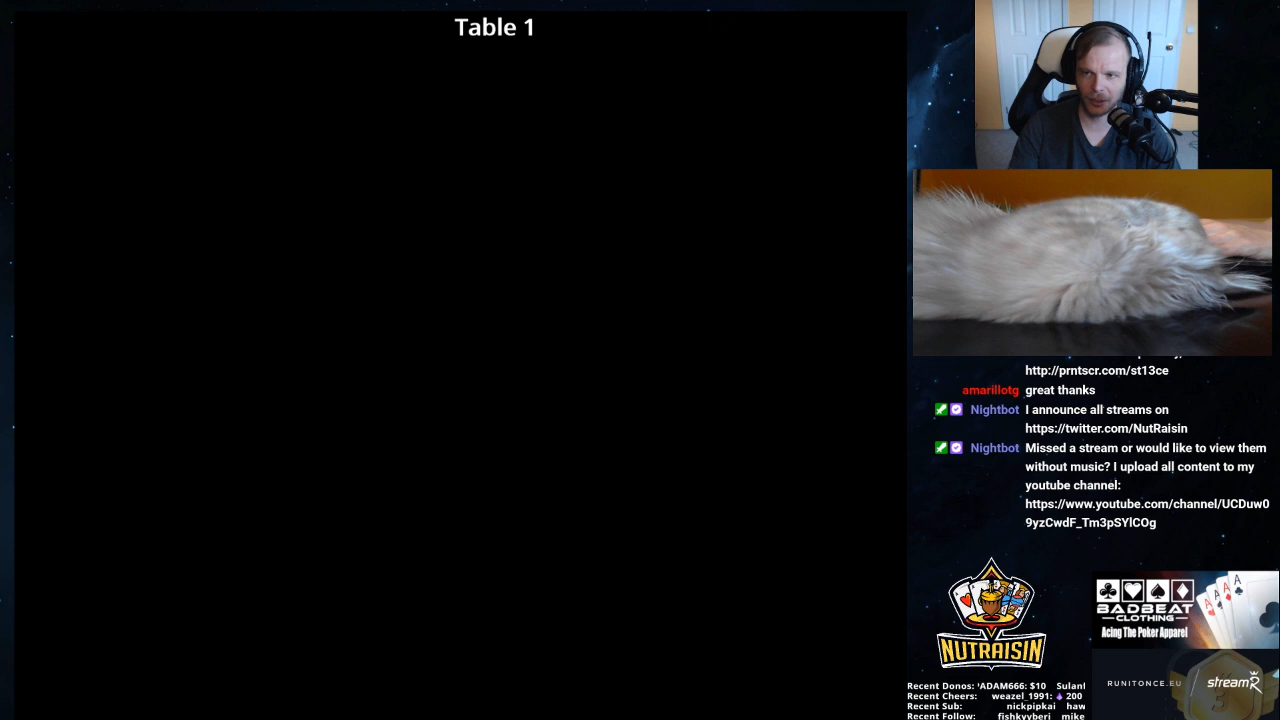 Table 1
http://prntscr.com/st13ce
amarillotg great thanks
Nightbot I announce all streams on
https://twitter.com/NutRaisin
Nightbot Missed a stream or would like to view them
without music? I upload all content to my
youtube channel:
https://www.youtube.com/channel/UCDuw0
9yzCwdF_Tm3pSYlCOg
NUTRAISIN
BADBEAT
CLOTHING
Acing The Poker Apparel
RUNITONCE.EU
streamR
Recent Donos: 'ADAM666: $10 Sulant
Recent Cheers: weazel_1991: 200
Recent Sub: nickpipkai haw
Recent Follow: fishkyyberi mike